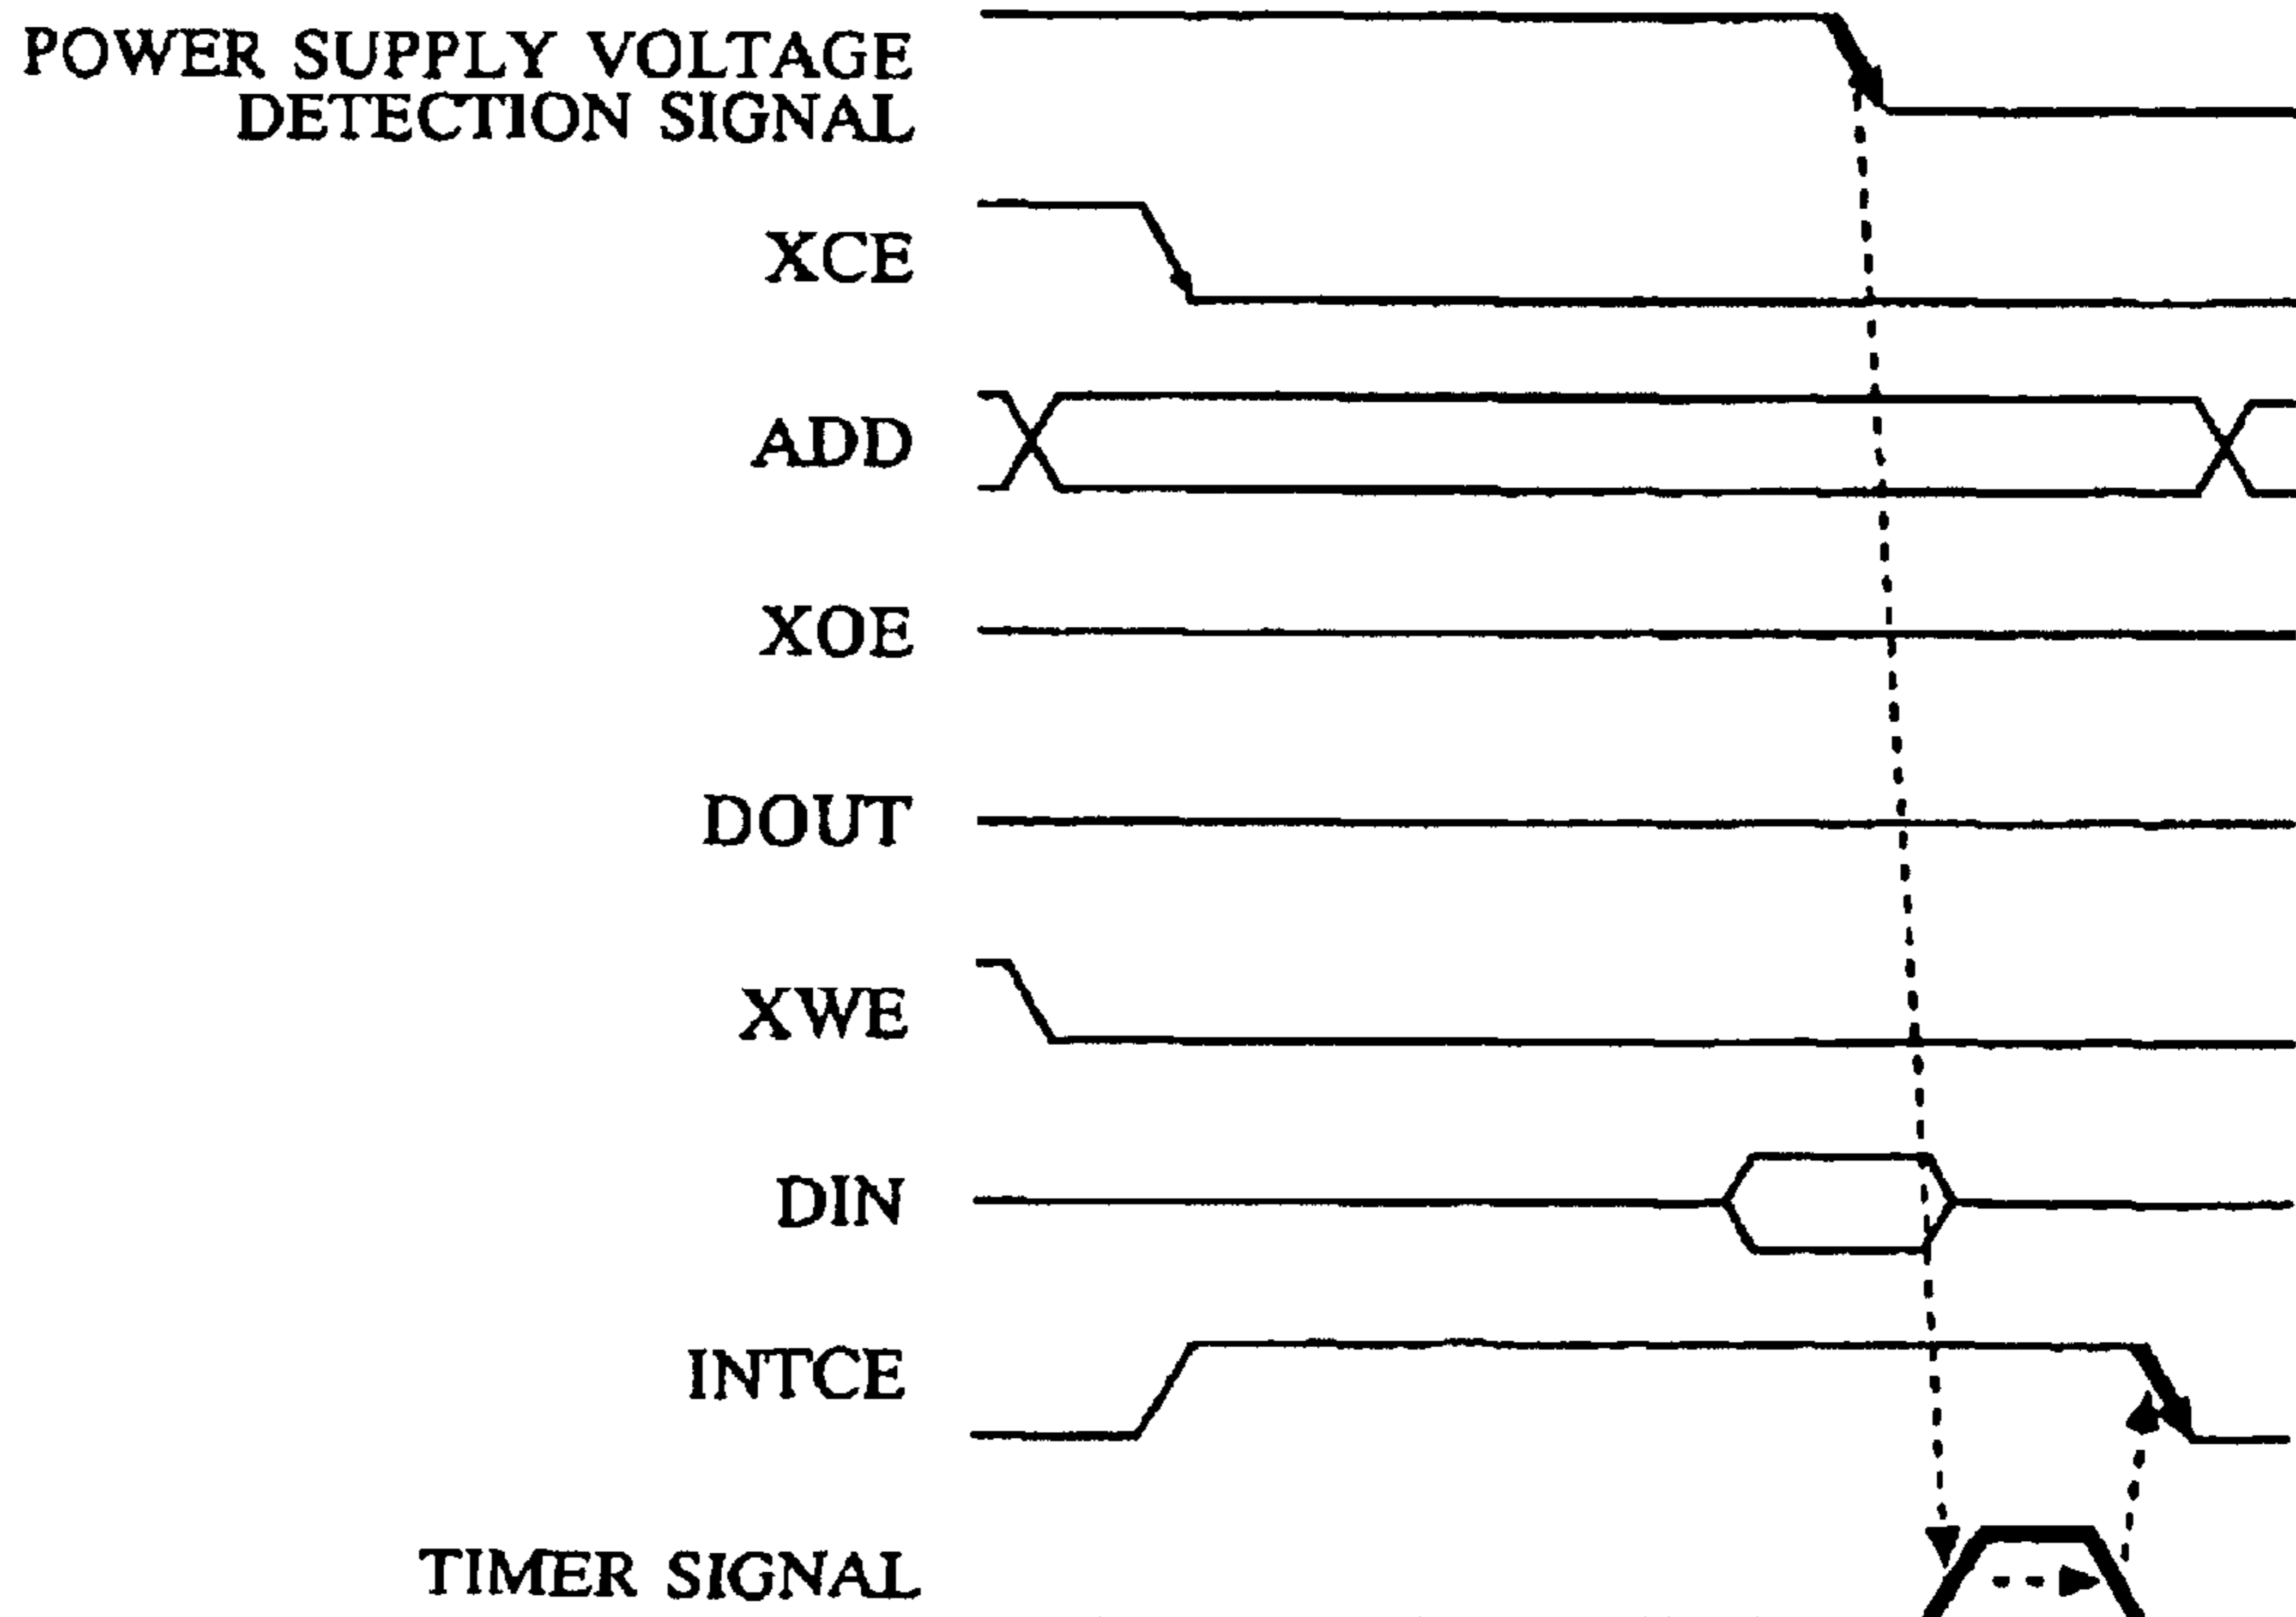 POWER SUPPLY VOLTAGE
DETECTION SIGNAL
XCE
ADD
XOE
DOUT
XWE
DIN
INTCE
TIMER SIGNAL